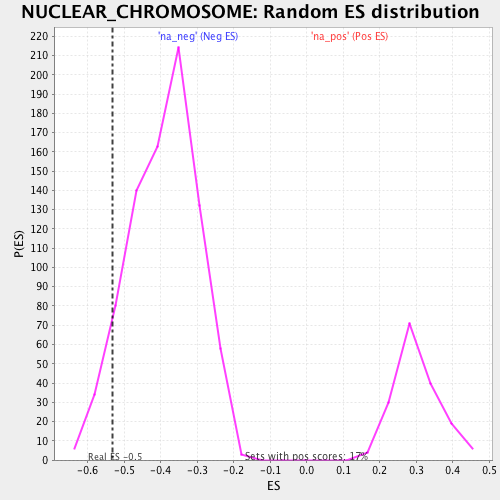 NUCLEAR_CHROMOSOME: Random ES distribution
'na_neg' (Neg ES)
'na_pos' (Pos ES)
220
210
200
190
180
170
160
150
140
130
120
110
100
90
80
70
60
50
40
30
20
10
0
P(ES)
Real ES -0.5
Sets with pos scores: 17%
-0.6 -0.5 -0.4 -0.3 -0.2 -0.1 0.0 0.1 0.2 0.3 0.4 0.5
ES